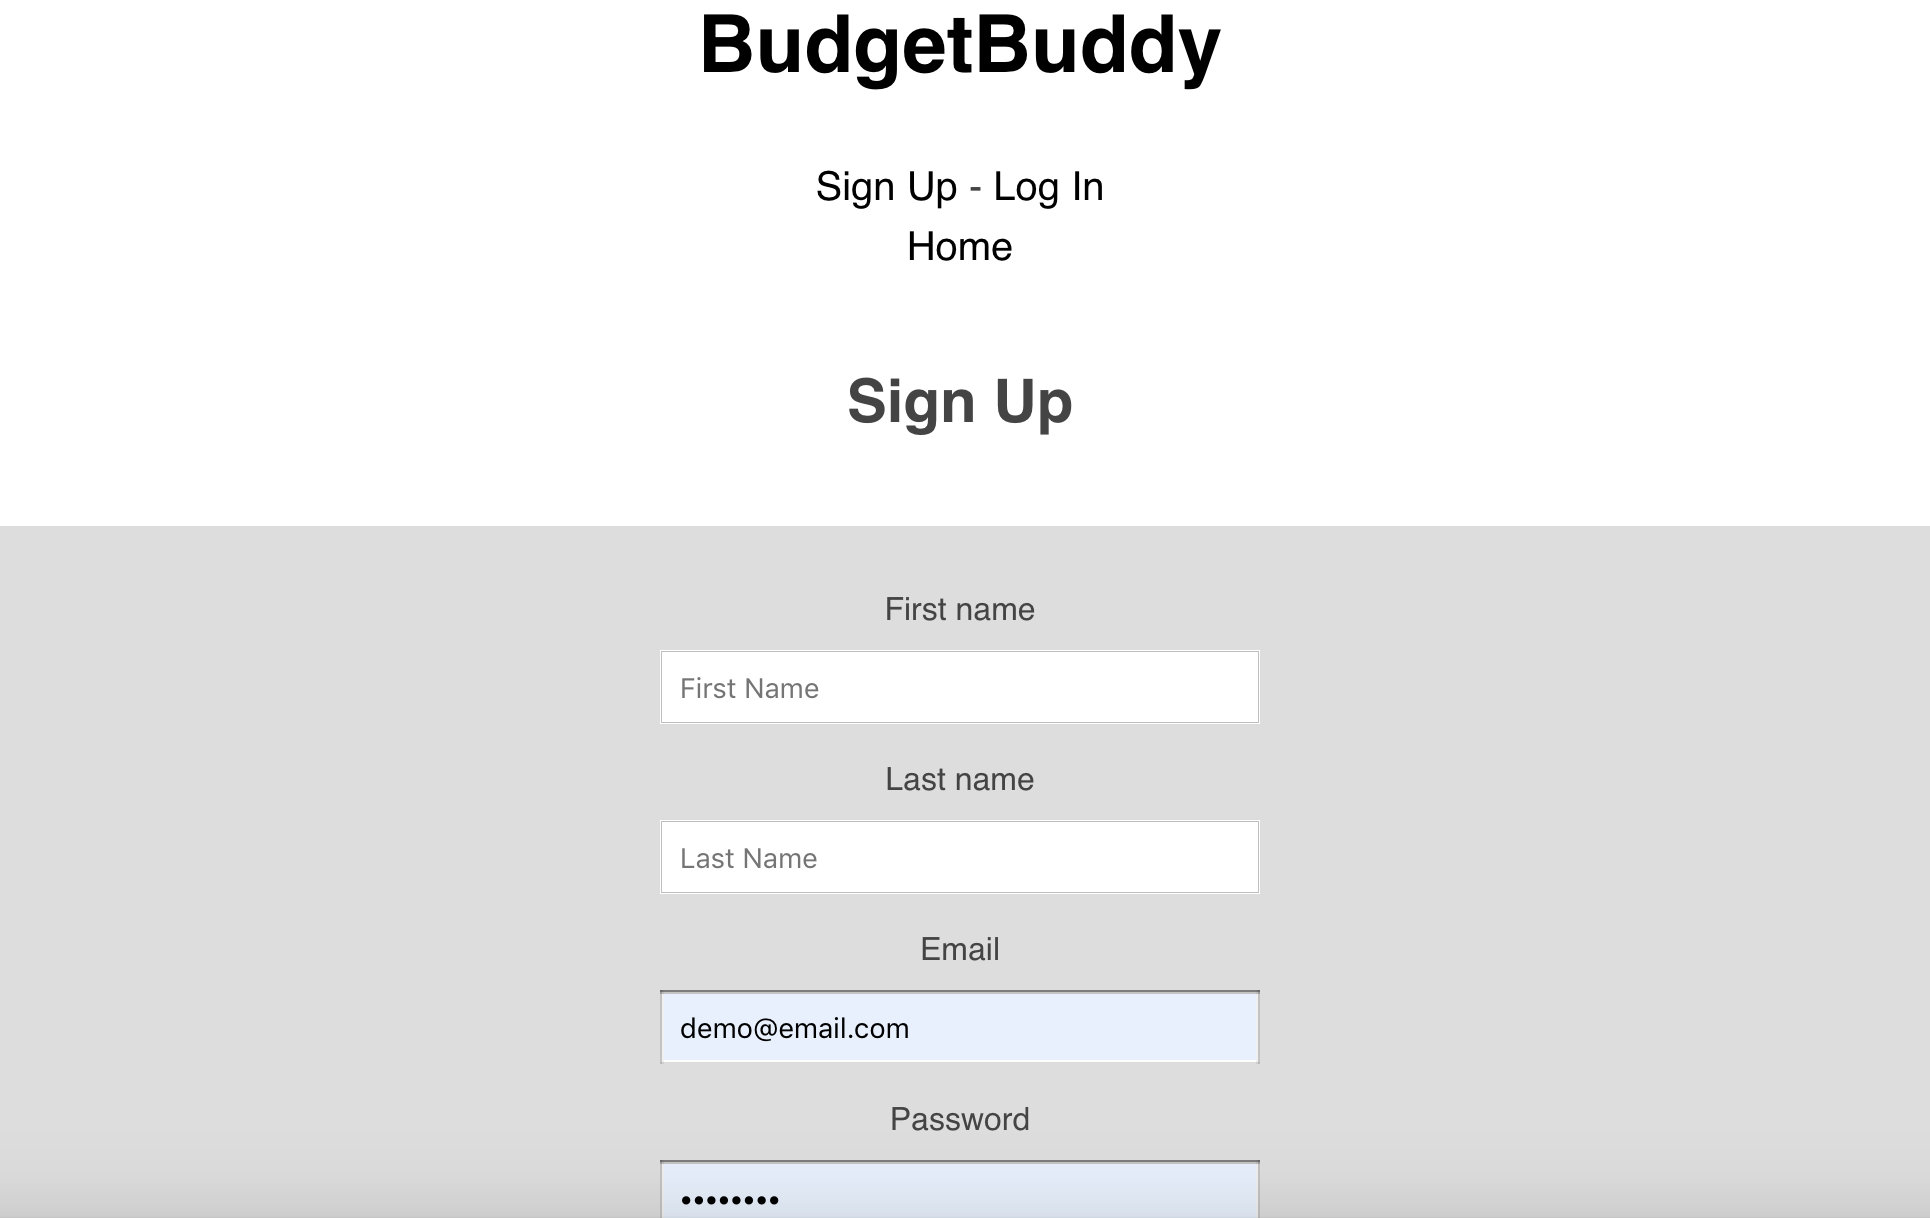 BudgetBuddy
Sign Up - Log In
Home
Sign Up
First name
First Name
Last name
Last Name
Email
demo@email.com
Password
••••••••